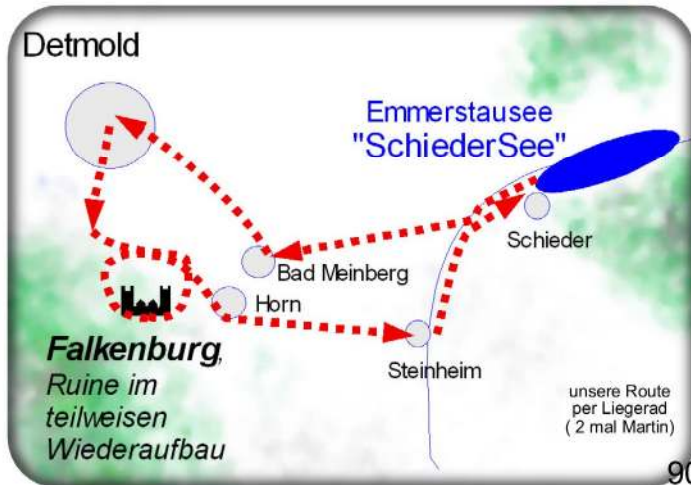 Detmold
Emmerstausee
"SchiederSee"
Schieder
Bad Meinberg
Horn
Steinheim
Falkenburg,
Ruine im
teilweisen
Wiederaufbau
unsere Route
per Liegerad
( 2 mal Martin)
90